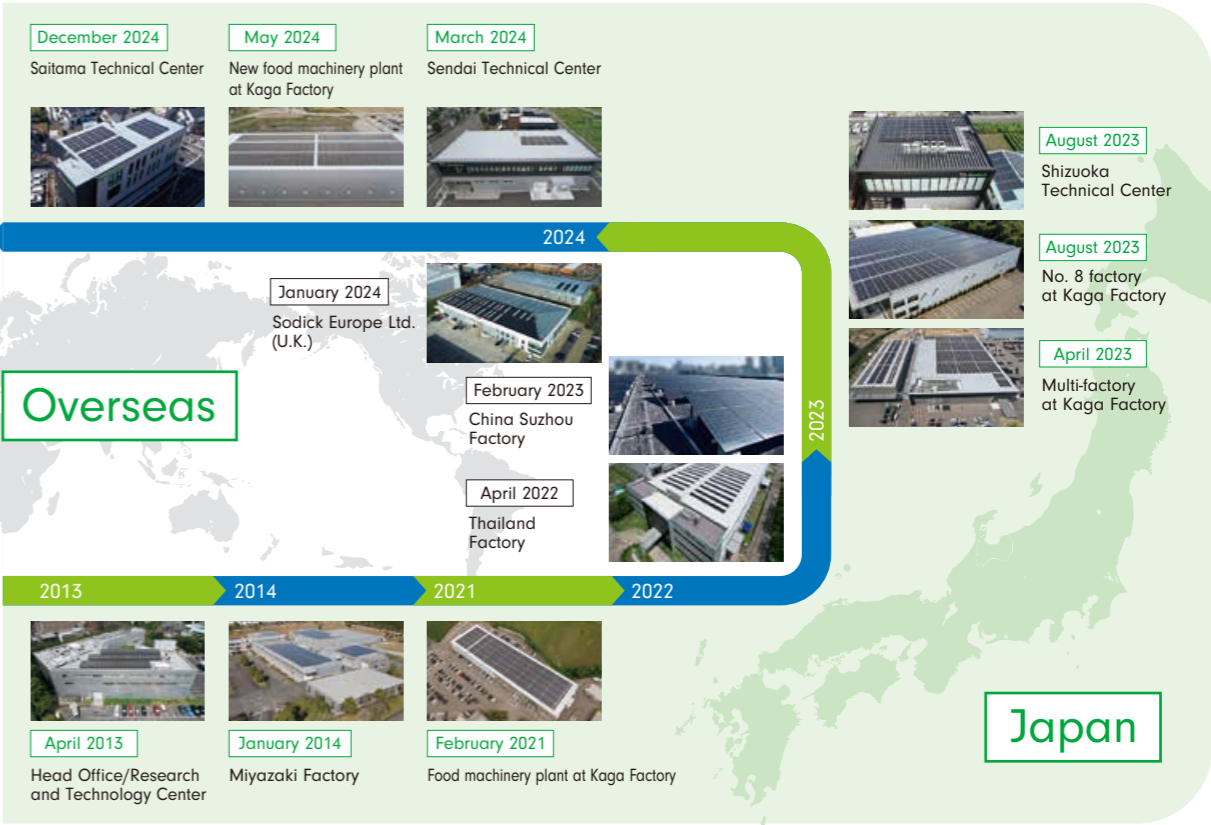 December 2024
Saitama Technical Center
May 2024
New food machinery plant
at Kaga Factory
March 2024
Sendai Technical Center
August 2023
Shizuoka
Technical Center
August 2023
No. 8 factory
at Kaga Factory
April 2023
Multi-factory
at Kaga Factory
2024
2023
January 2024
Sodick Europe Ltd.
(U.K.)
Overseas
February 2023
China Suzhou
Factory
April 2022
Thailand
Factory
2013
2014
2021
2022
April 2013
Head Office/Research
and Technology Center
January 2014
Miyazaki Factory
February 2021
Food machinery plant at Kaga Factory
Japan